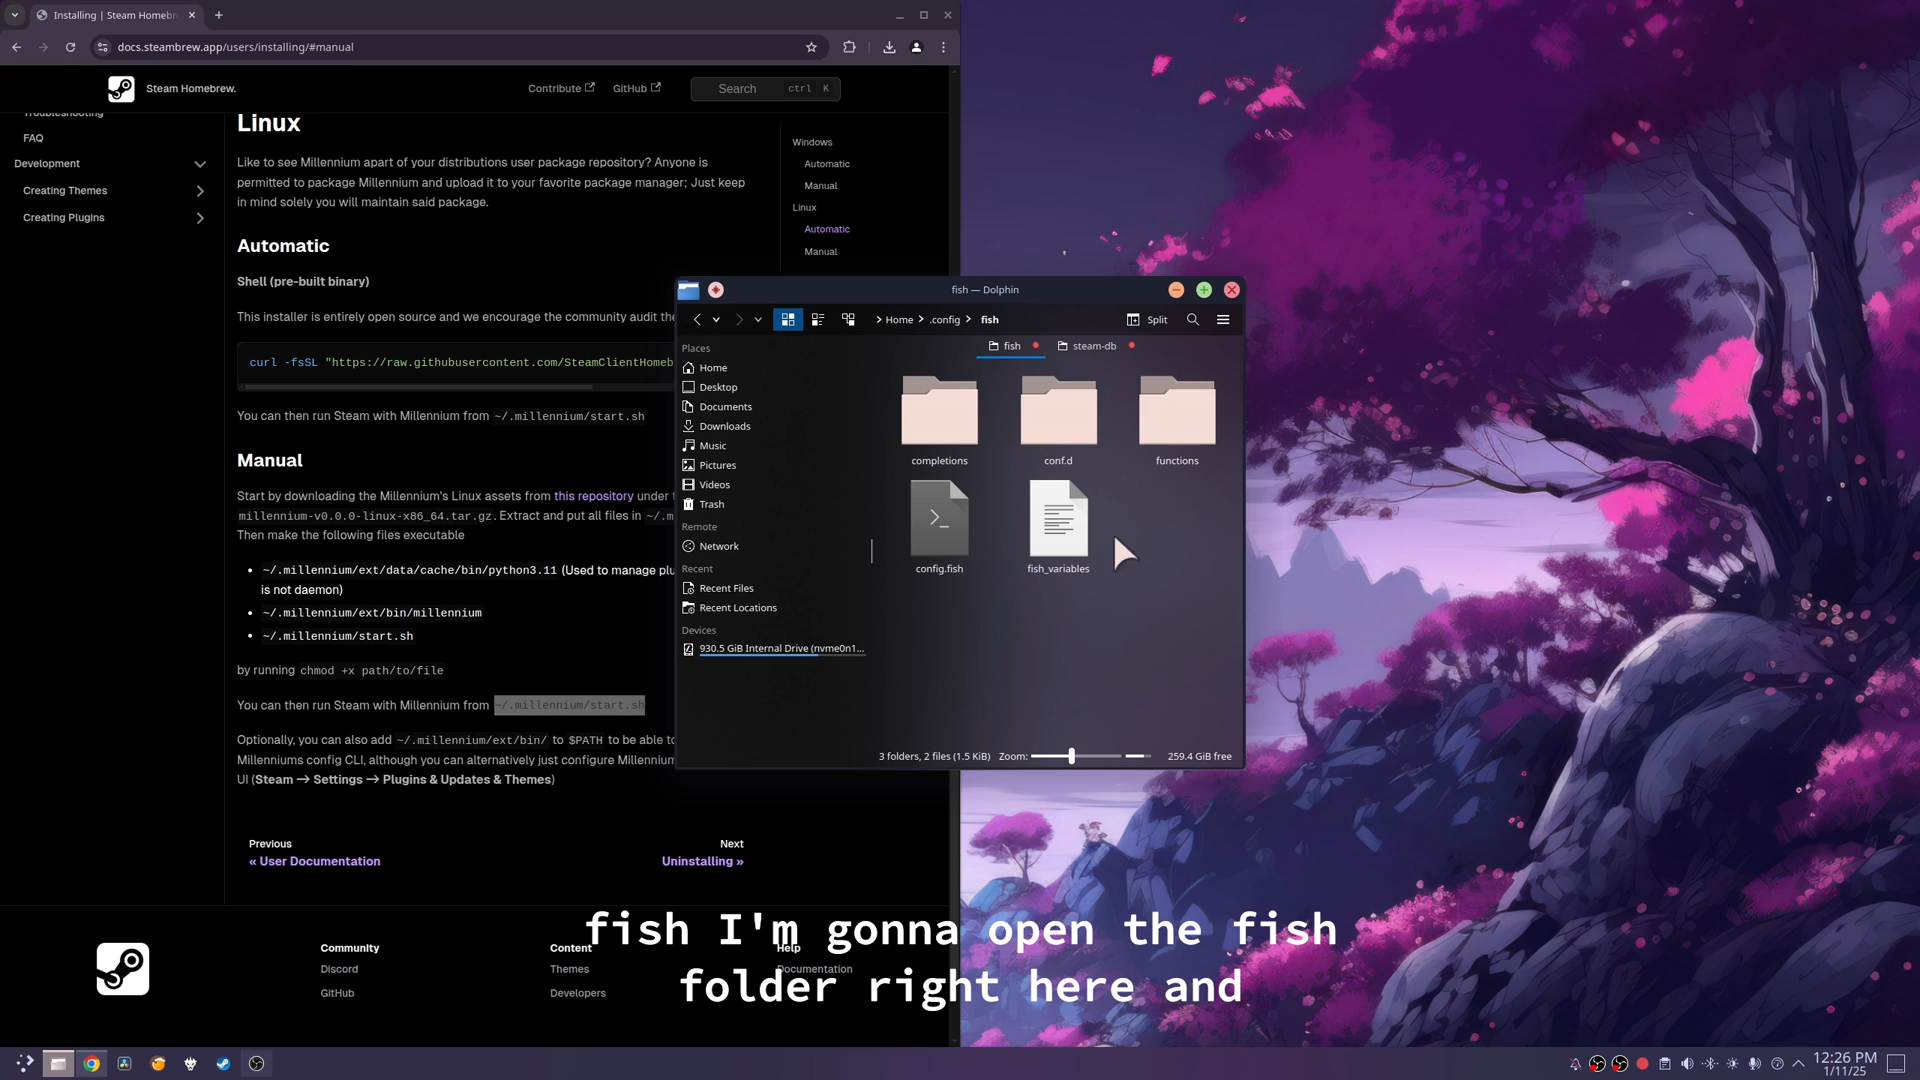 Installing | Steam Homebr
docs.steambrew.app/users/installing/#manual
Steam Homebrew.
Contribute
GitHub
Search
ctrl
K
Troubleshooting
FAQ
Development
Creating Themes
Creating Plugins
Linux
Like to see Millennium apart of your distributions user package repository? Anyone is
permitted to package Millennium and upload it to your favorite package manager; Just keep
in mind solely you will maintain said package.
Automatic
Shell (pre-built binary)
This installer is entirely open source and we encourage the community audit the
curl -fsSL "https://raw.githubusercontent.com/SteamClientHomeb
You can then run Steam with Millennium from ~/.millennium/start.sh
Manual
Start by downloading the Millennium's Linux assets from this repository under
millennium-v0.0.0-linux-x86_64.tar.gz. Extract and put all files in ~/.m
Then make the following files executable
• ~/.millennium/ext/data/cache/bin/python3.11 (Used to manage plu
is not daemon)
• ~/.millennium/ext/bin/millennium
• ~/.millennium/start.sh
by running chmod +x path/to/file
You can then run Steam with Millennium from ~/.millennium/start.sh
Optionally, you can also add ~/.millennium/ext/bin/ to $PATH to be able to
Millenniums config CLI, although you can alternatively just configure Millennium
UI (Steam → Settings → Plugins & Updates & Themes)
Previous
« User Documentation
Next
Uninstalling »
Windows
Automatic
Manual
Linux
Automatic
Manual
Community
Discord
GitHub
Content
Themes
Developers
Help
Documentation
fish — Dolphin
Home
.config
fish
Split
Places
Home
Desktop
Documents
Downloads
Music
Pictures
Videos
Trash
Remote
Network
Recent
Recent Files
Recent Locations
Devices
930.5 GiB Internal Drive (nvme0n1...
fish
steam-db
completions
conf.d
functions
config.fish
fish_variables
3 folders, 2 files (1.5 KiB)
Zoom:
259.4 GiB free
fish I'm gonna open the fish
folder right here and
12:26 PM
1/11/25